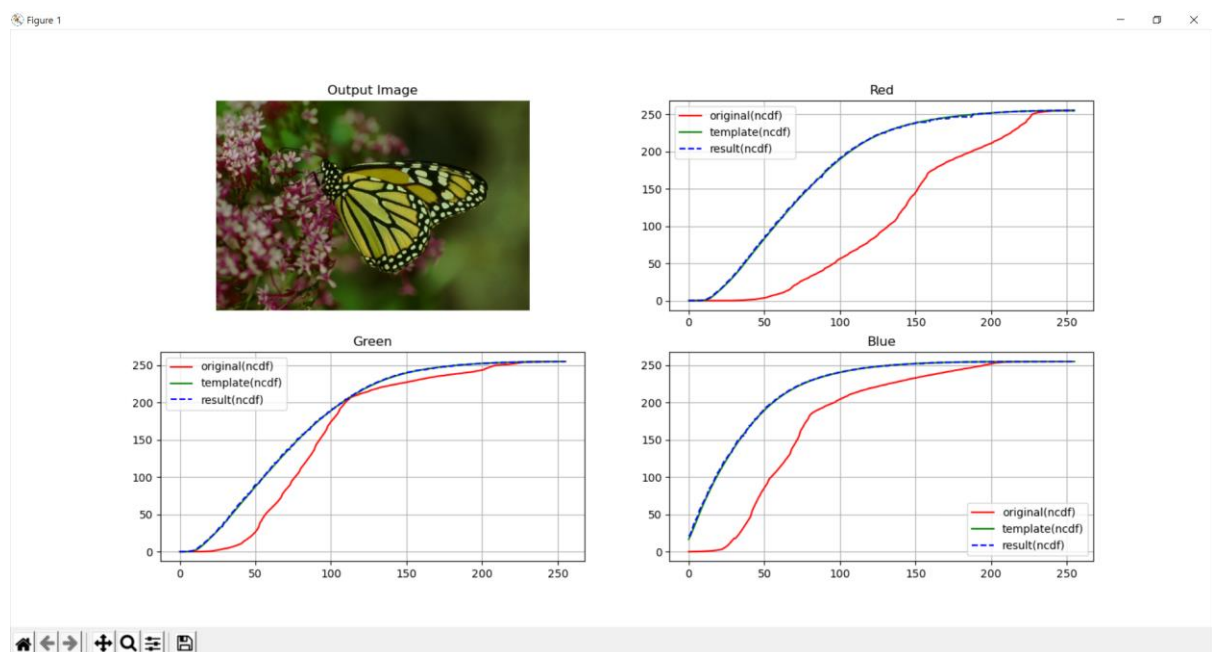 Figure 1
Output Image
Red
250
200
150
100
50
0
original(ncdf)
template(ncdf)
result(ncdf)
0 50 100 150 200 250
Green
250
200
150
100
50
0
original(ncdf)
template(ncdf)
result(ncdf)
0 50 100 150 200 250
Blue
250
200
150
100
50
0
original(ncdf)
template(ncdf)
result(ncdf)
0 50 100 150 200 250